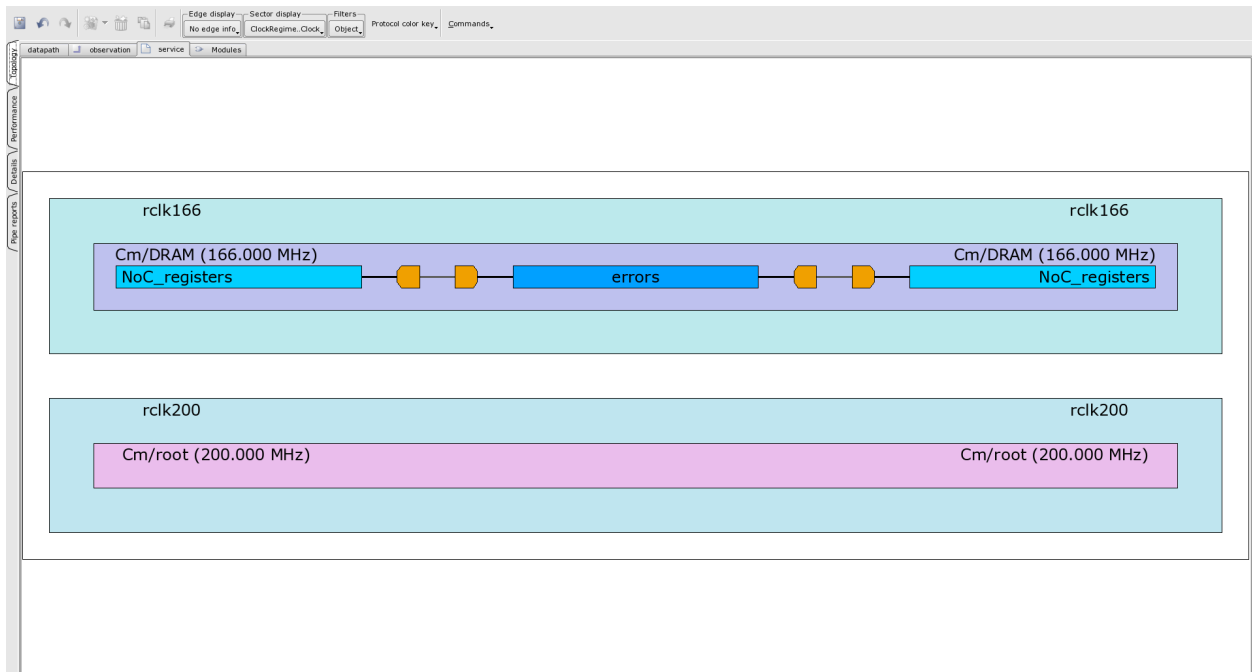 Edge display Sector display Filters
No edge info ClockRegime..Clock Object Protocol color key Commands
datapath observation service Modules
Topology
Performance
Details
Pipe reports
rclk166 rclk166
Cm/DRAM (166.000 MHz) Cm/DRAM (166.000 MHz)
NoC_registers errors NoC_registers
rclk200 rclk200
Cm/root (200.000 MHz) Cm/root (200.000 MHz)